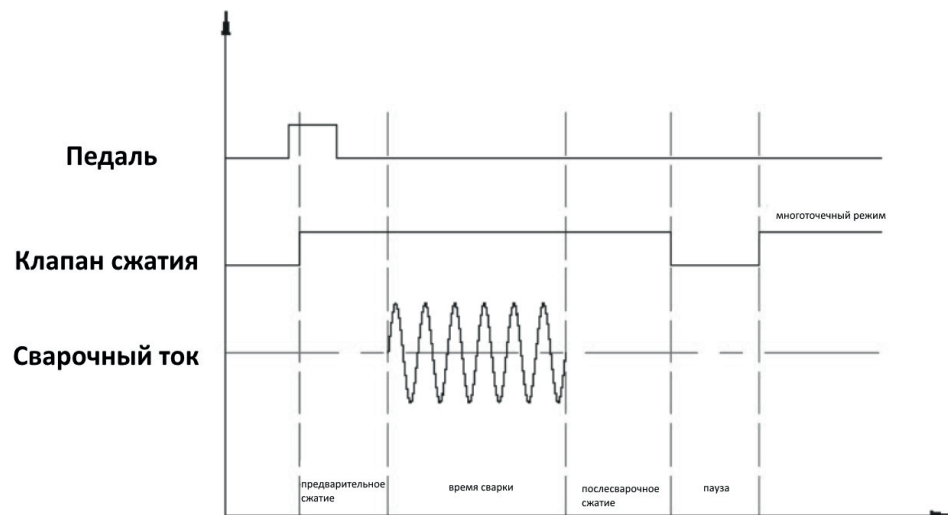 Педаль
многоточечный режим
Клапан сжатия
Сварочный ток
предварительное
сжатие
время сварки
послесварочное
сжатие
пауза